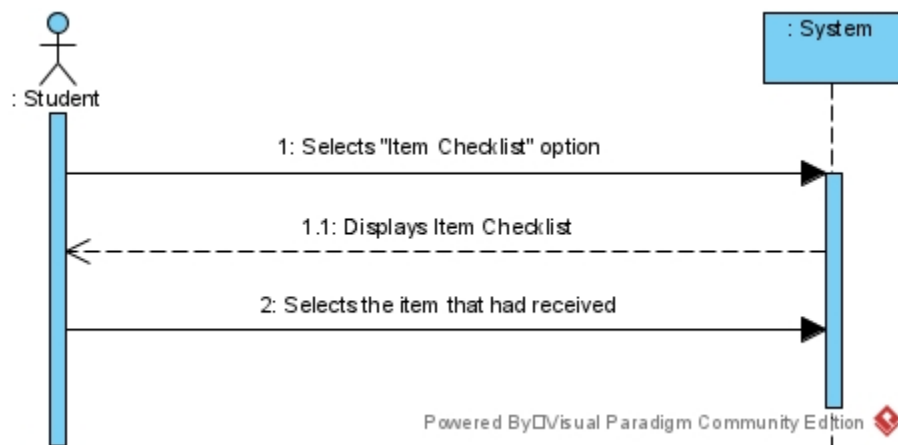 : System
: Student
1: Selects "Item Checklist" option
1.1: Displays Item Checklist
2: Selects the item that had received
Powered By□Visual Paradigm Community Edition